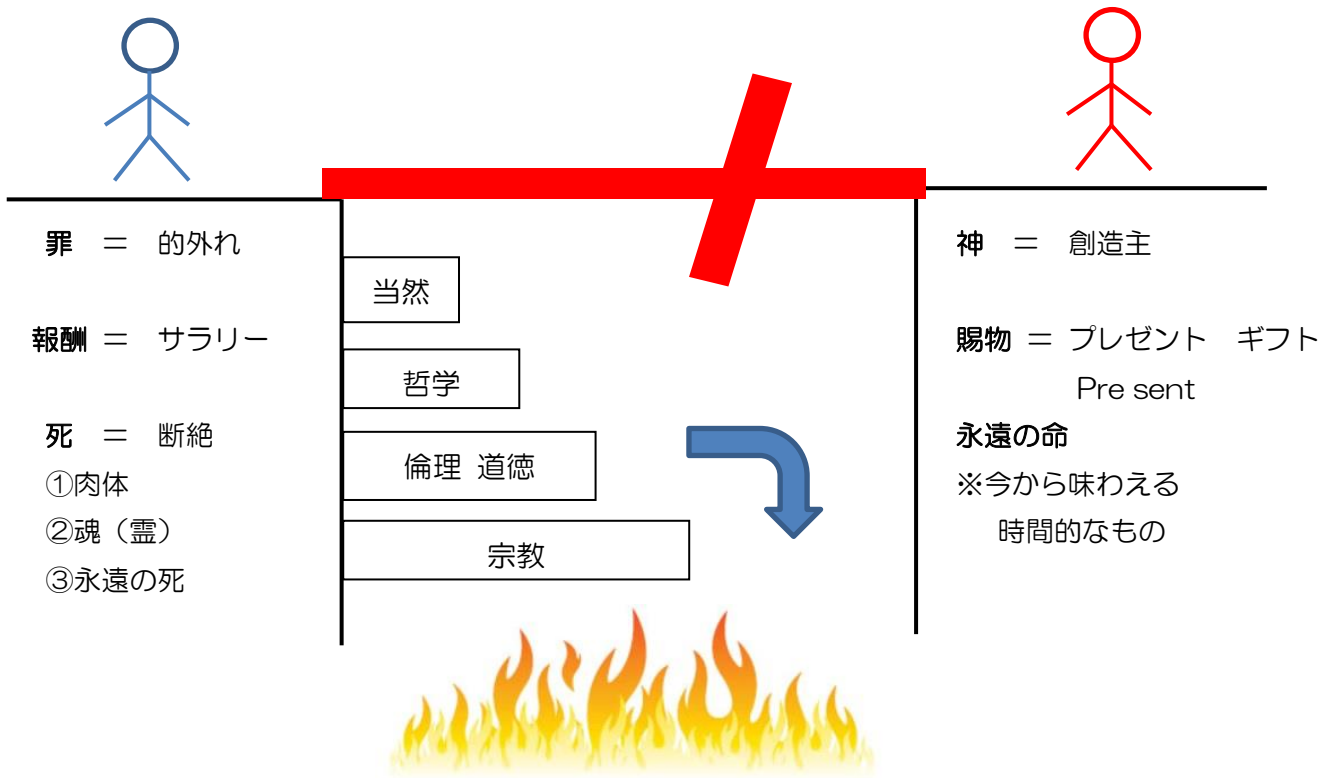 罪 ＝ 的外れ
報酬 ＝ サラリー
死 ＝ 断絶
①肉体
②魂（霊）
③永遠の死
当然
哲学
倫理 道徳
宗教
神 ＝ 創造主
賜物 ＝ プレゼント ギフト
Pre sent
永遠の命
※今から味わえる
時間的なもの